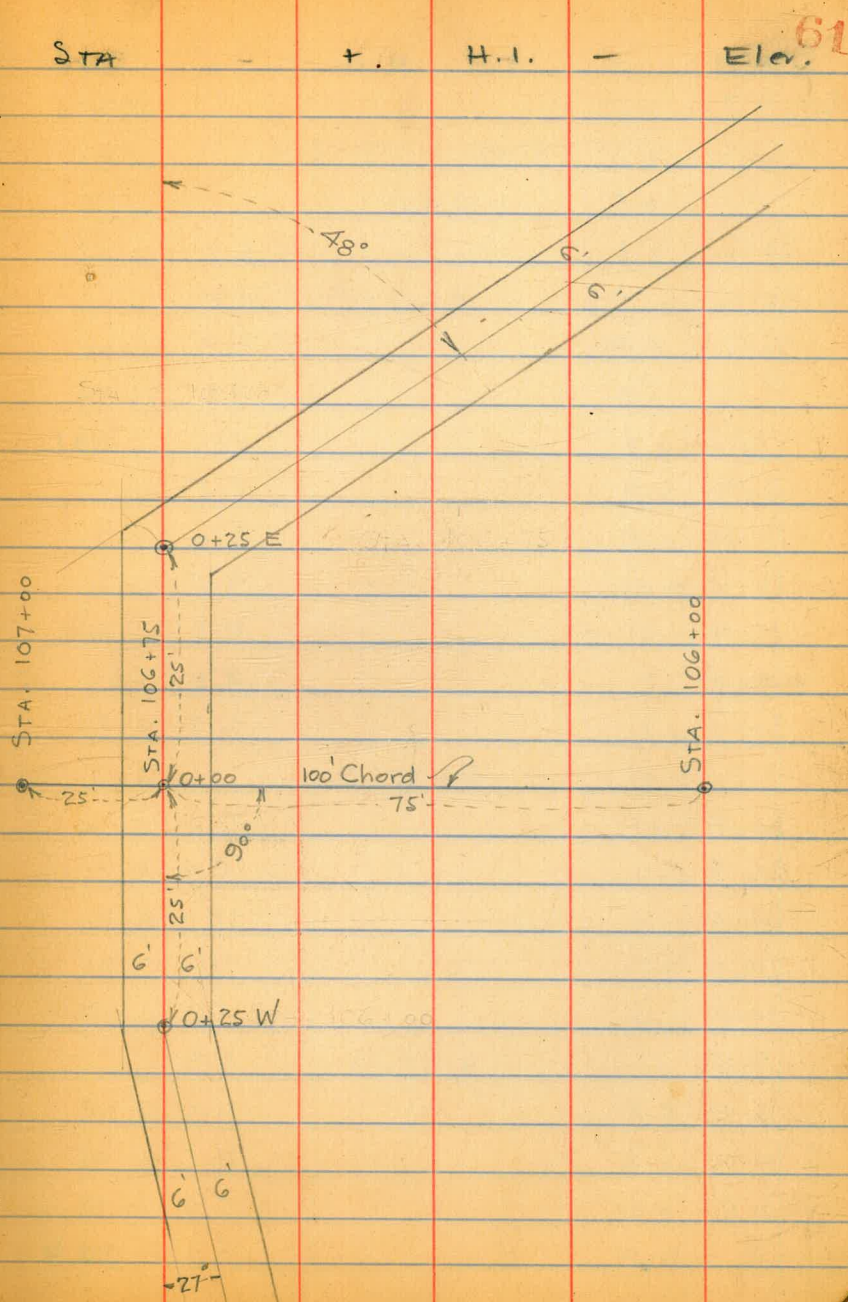 61
STA - +. H.I. - Elev.
48°
6'
6'
0+25 E
STA. 107+00
STA. 106+75
25'
STA. 106+00
0+00
100' Chord
25'
75'
90°
25'
6' 6'
0+25 W
6' 6'
27°